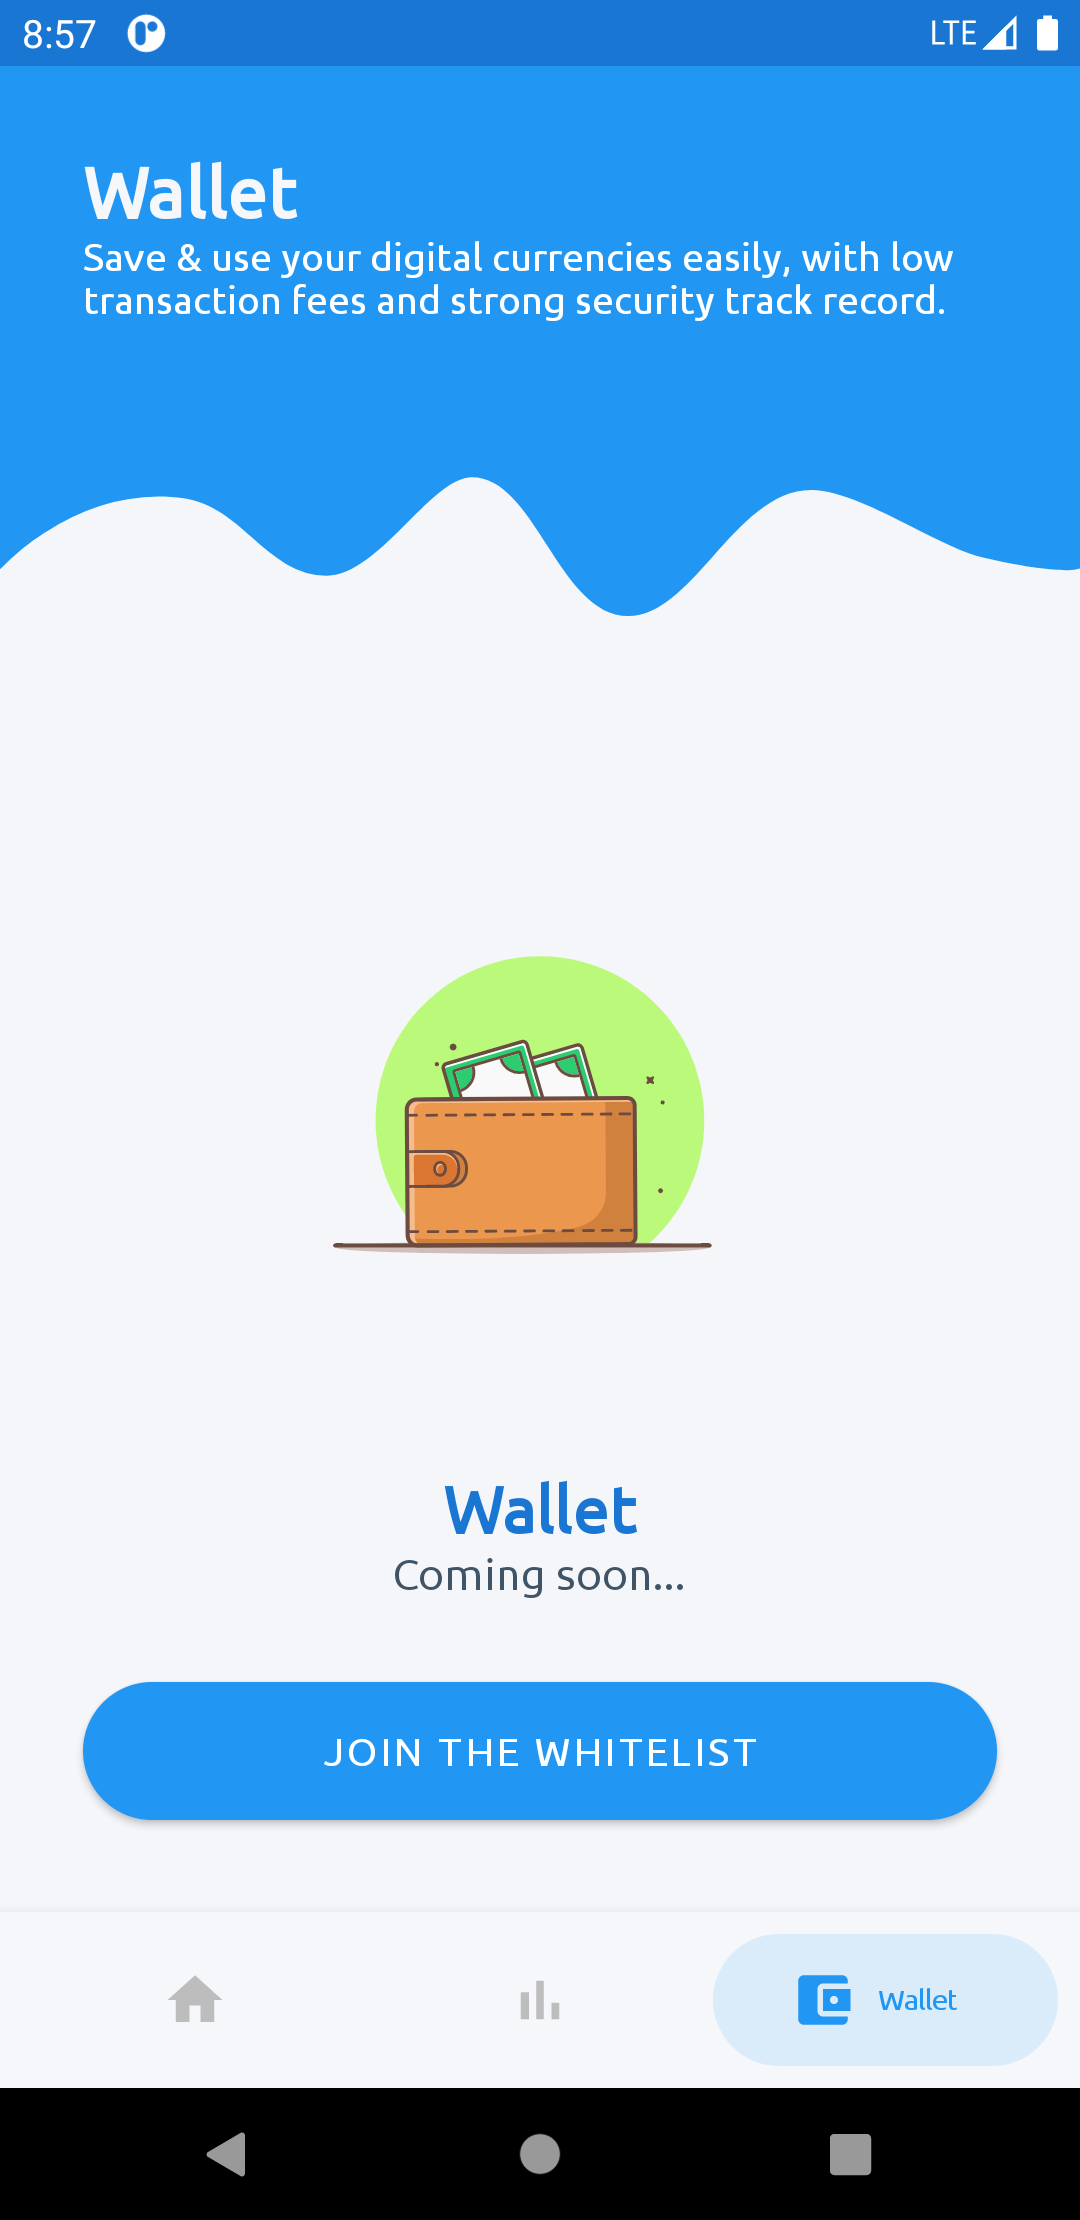 8:57
LTE
Wallet
Save & use your digital currencies easily, with low
transaction fees and strong security track record.
Wallet
Coming soon...
JOIN THE WHITELIST
Wallet